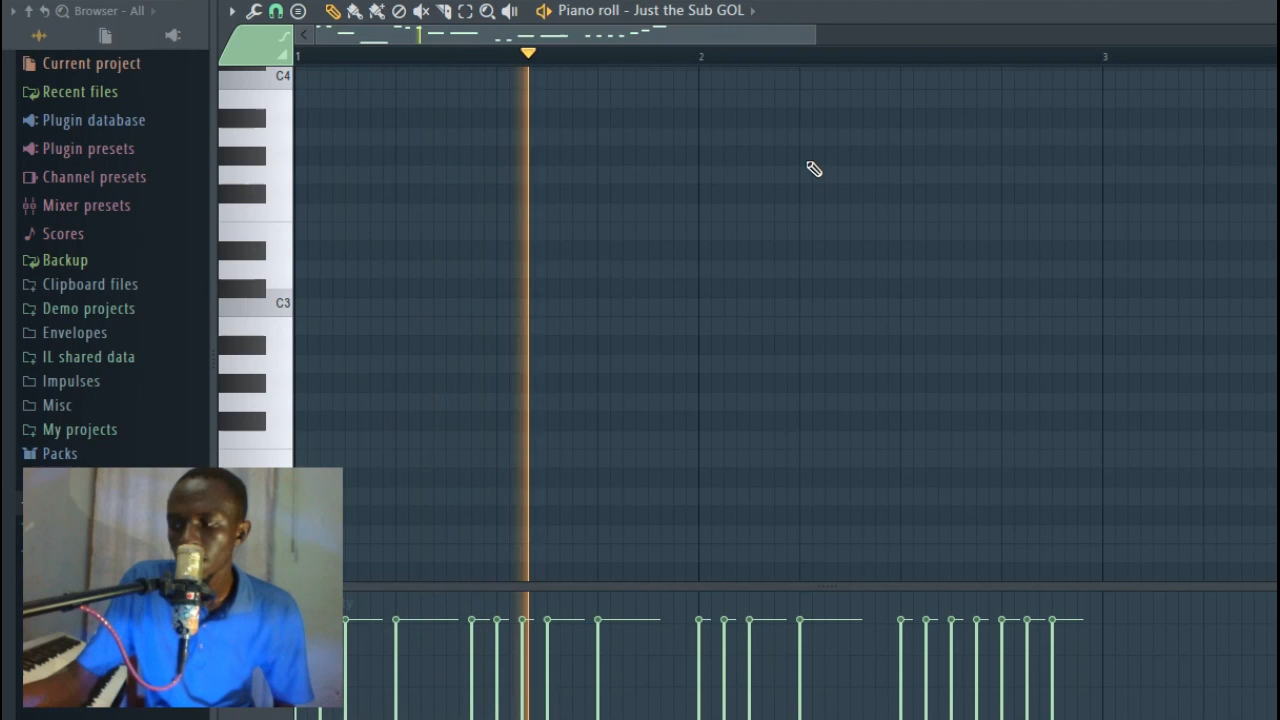 Browser - All
Piano roll - Just the Sub GOL
1
2
3
Current project
Recent files
Plugin database
Plugin presets
Channel presets
Mixer presets
Scores
Backup
Clipboard files
Demo projects
Envelopes
IL shared data
Impulses
Misc
My projects
Packs
C4
C3